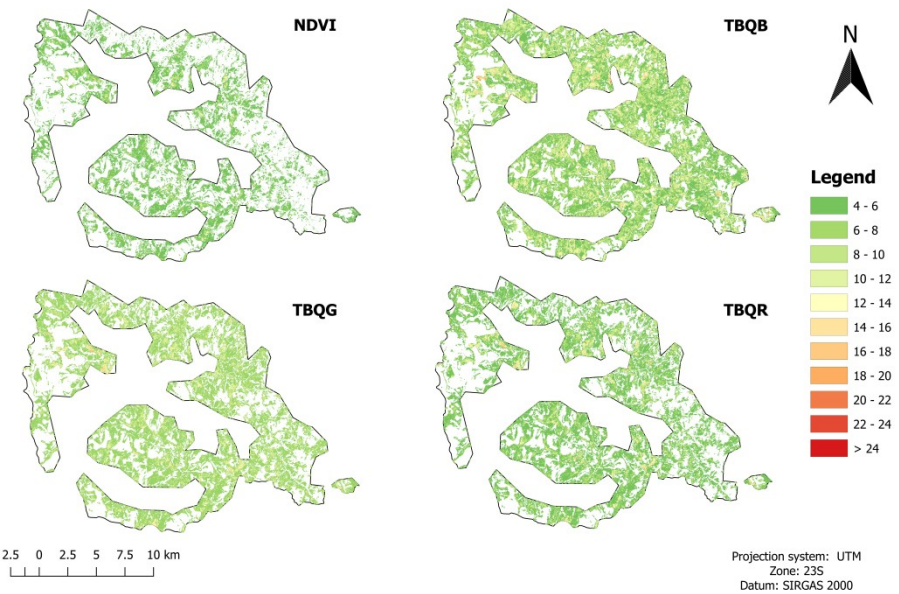 NDVI
TBQB
N
Legend
4 - 6
6 - 8
8 - 10
10 - 12
12 - 14
14 - 16
16 - 18
18 - 20
20 - 22
22 - 24
> 24
TBQG
TBQR
2.5 0 2.5 5 7.5 10 km
Projection system: UTM
Zone: 23S
Datum: SIRGAS 2000